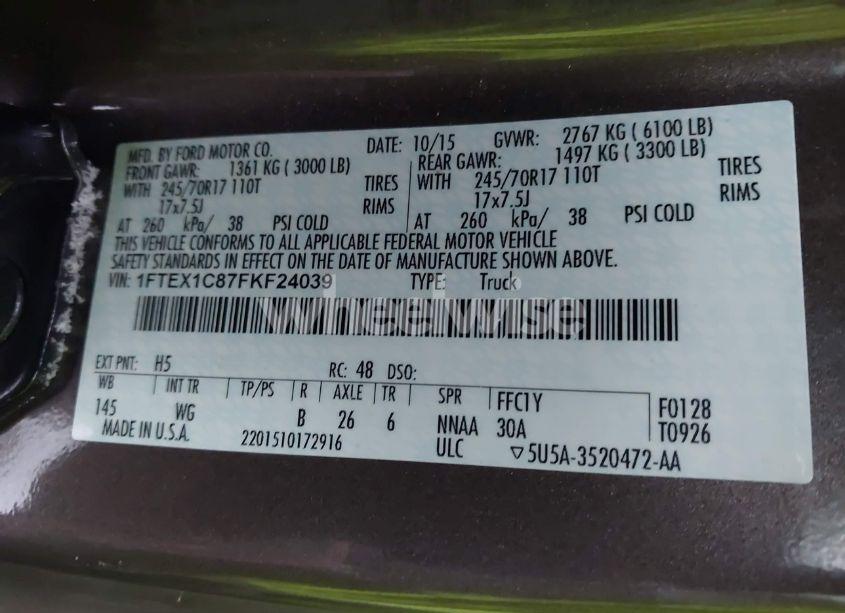 MFD. BY FORD MOTOR CO. DATE: 10/15 GVWR: 2767 KG ( 6100 LB)
FRONT GAWR: 1361 KG ( 3000 LB) REAR GAWR: 1497 KG ( 3300 LB)
WITH 245/70R17 110T TIRES WITH 245/70R17 110T TIRES
17x7.5J RIMS 17x7.5J RIMS
AT 260 kPa/ 38 PSI COLD AT 260 kPa/ 38 PSI COLD
THIS VEHICLE CONFORMS TO ALL APPLICABLE FEDERAL MOTOR VEHICLE
SAFETY STANDARDS IN EFFECT ON THE DATE OF MANUFACTURE SHOWN ABOVE.
VIN: 1FTEX1C87FKF24039 TYPE: Truck
wheelwise
EXT PNT: H5 RC: 48 DSO:
WB INT TR TP/PS R AXLE TR SPR FFC1Y F0128
145 WG B 26 6 NNAA 30A T0926
MADE IN U.S.A. 2201510172916 ULC ▽5U5A-3520472-AA